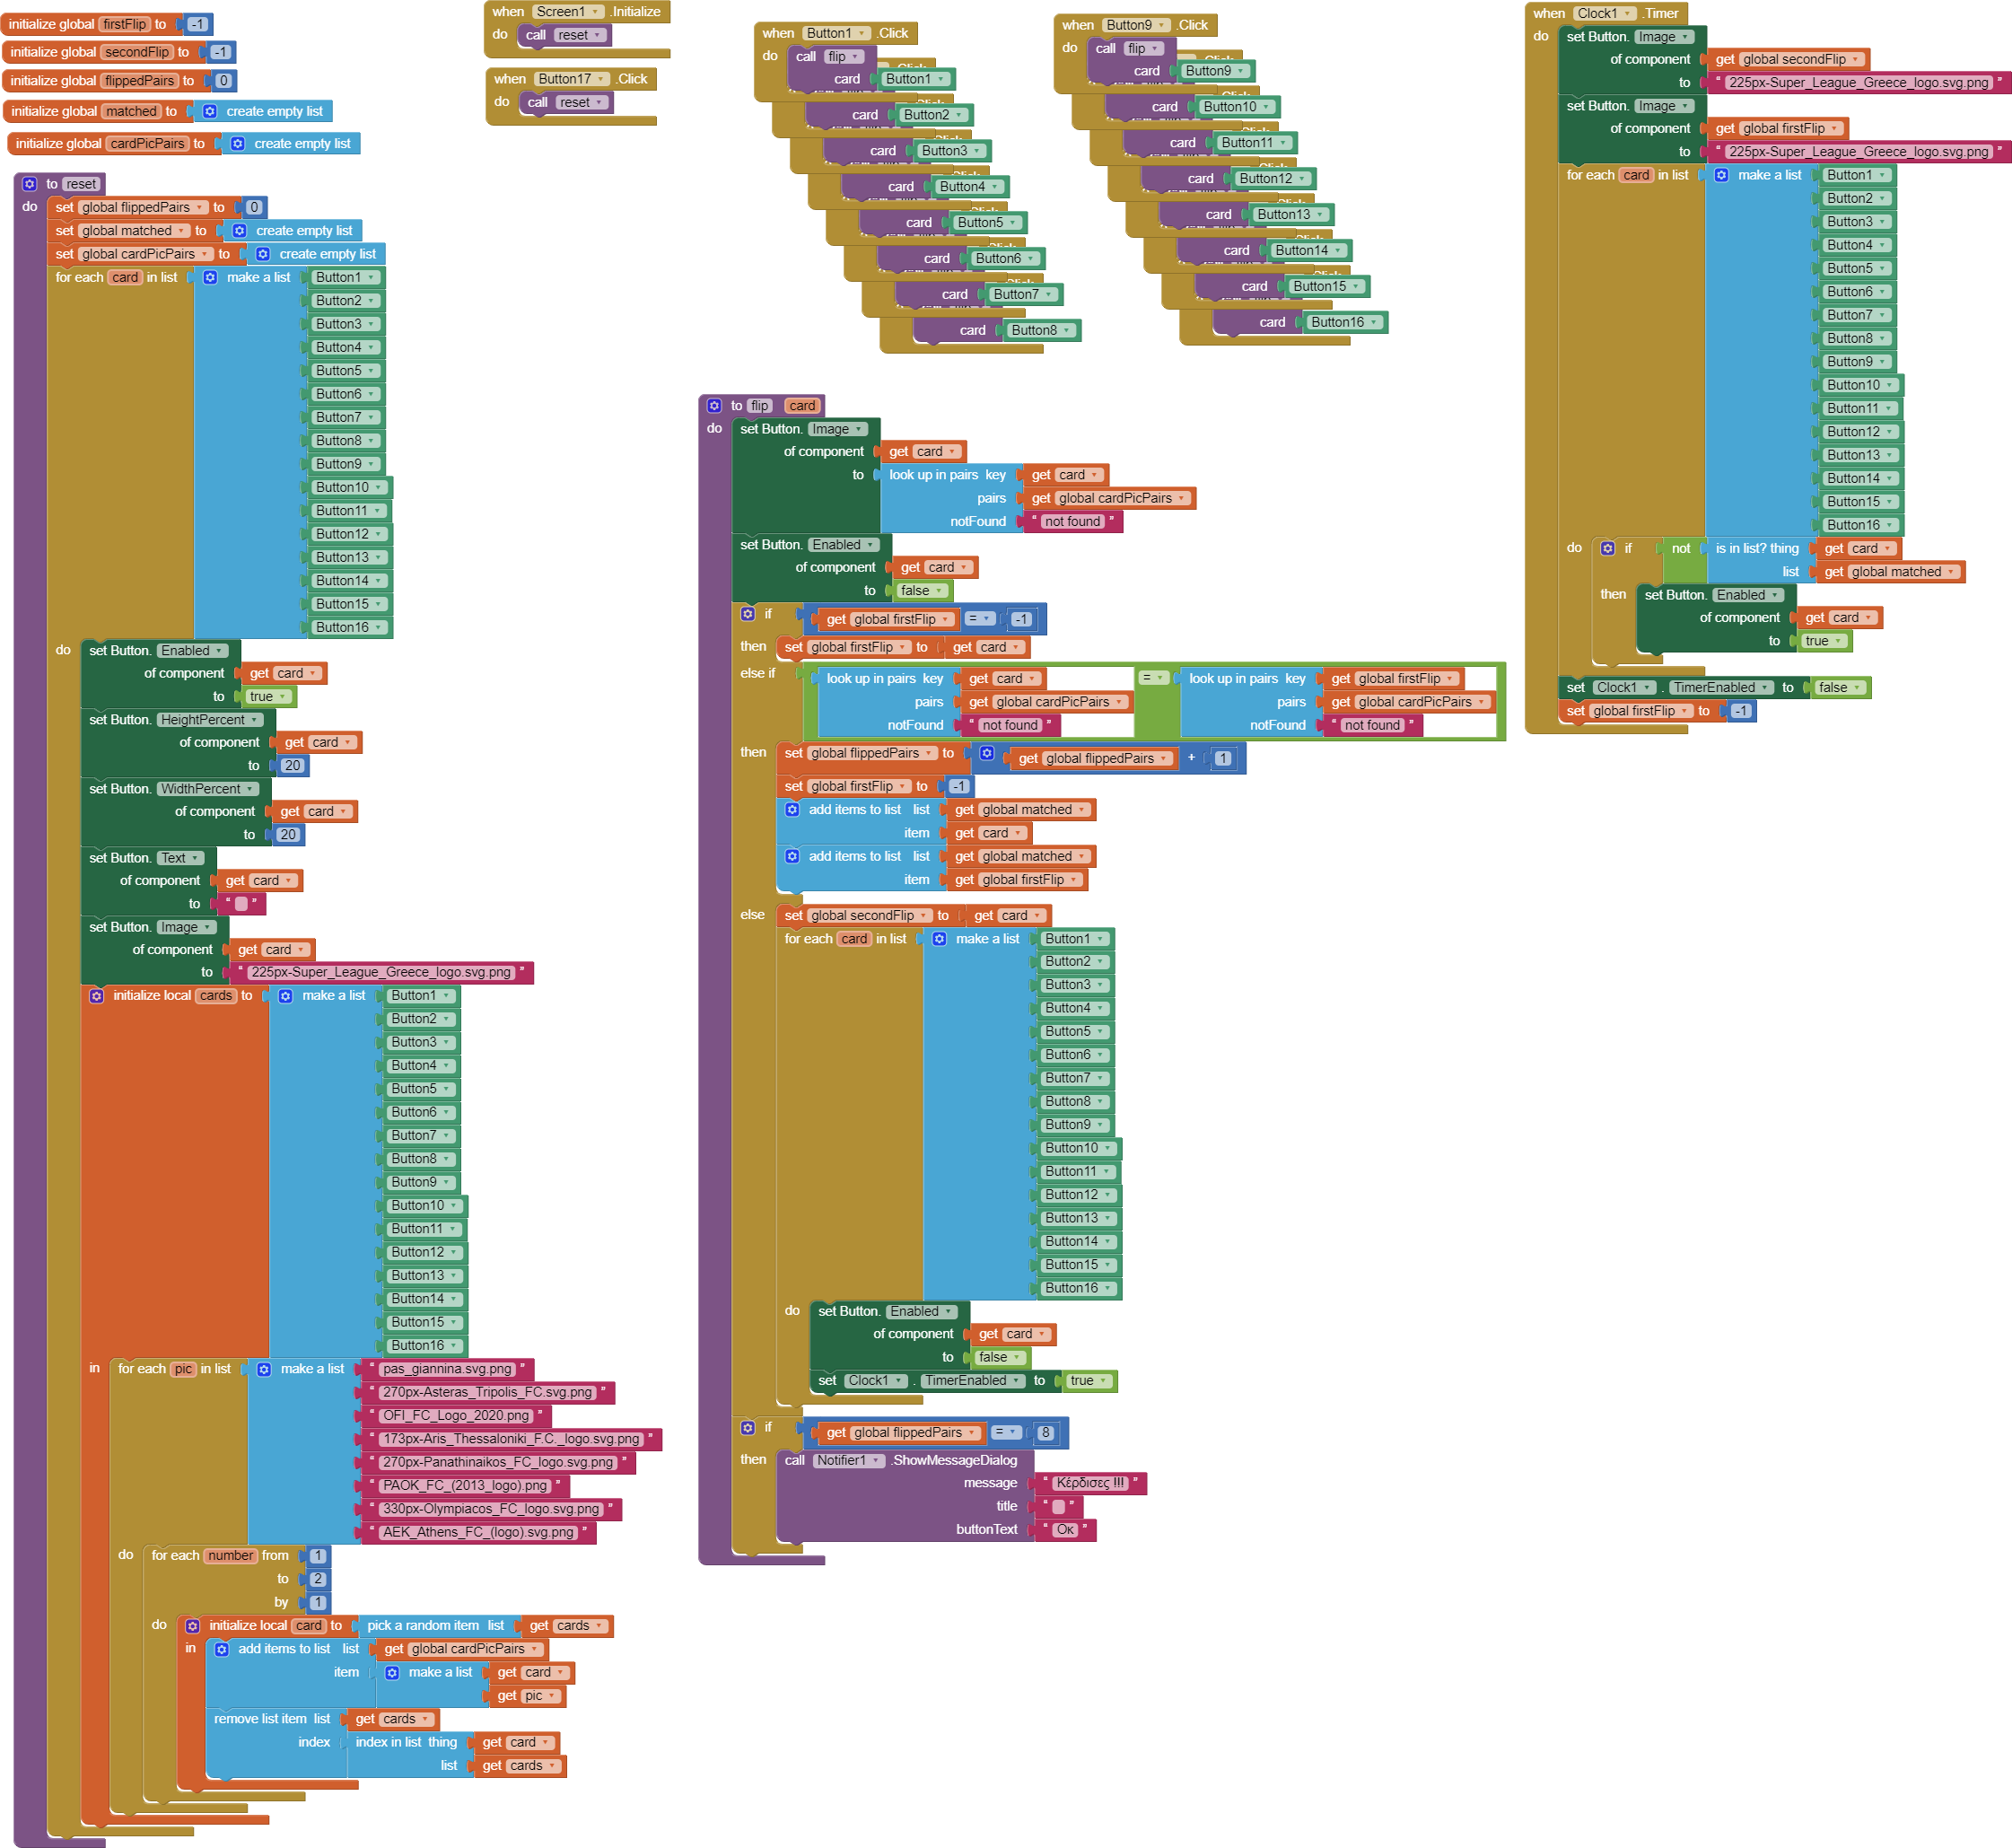 initialize global firstFlip to -1
initialize global secondFlip to -1
initialize global flippedPairs to 0
initialize global matched to create empty list
initialize global cardPicPairs to create empty list
to reset
do set global flippedPairs to 0
set global matched to create empty list
set global cardPicPairs to create empty list
for each card in list make a list Button1
Button2
Button3
Button4
Button5
Button6
Button7
Button8
Button9
Button10
Button11
Button12
Button13
Button14
Button15
Button16
do set Button. Enabled
of component get card
to true
set Button. HeightPercent
of component get card
to 20
set Button. WidthPercent
of component get card
to 20
set Button. Text
of component get card
to " "
set Button. Image
of component get card
to " 225px-Super_League_Greece_logo.svg.png "
initialize local cards to make a list Button1
Button2
Button3
Button4
Button5
Button6
Button7
Button8
Button9
Button10
Button11
Button12
Button13
Button14
Button15
Button16
in for each pic in list make a list " pas_giannina.svg.png "
" 270px-Asteras_Tripolis_FC.svg.png "
" OFI_FC_Logo_2020.png "
" 173px-Aris_Thessaloniki_F.C._logo.svg.png "
" 270px-Panathinaikos_FC_logo.svg.png "
" PAOK_FC_(2013_logo).png "
" 330px-Olympiacos_FC_logo.svg.png "
" AEK_Athens_FC_(logo).svg.png "
do for each number from 1
to 2
by 1
do initialize local card to pick a random item list get cards
in add items to list list get global cardPicPairs
item make a list get card
get pic
remove list item list get cards
index index in list thing get card
list get cards
when Screen1 .Initialize
do call reset
when Button17 .Click
do call reset
when Button1 .Click
do call flip
card Button1
card Button2
card Button3
card Button4
card Button5
card Button6
card Button7
card Button8
when Button9 .Click
do call flip
card Button9
card Button10
card Button11
card Button12
card Button13
card Button14
card Button15
card Button16
to flip card
do set Button. Image
of component get card
to look up in pairs key get card
pairs get global cardPicPairs
notFound " not found "
set Button. Enabled
of component get card
to false
if get global firstFlip = -1
then set global firstFlip to get card
else if look up in pairs key get card = look up in pairs key get global firstFlip
pairs get global cardPicPairs pairs get global cardPicPairs
notFound " not found " notFound " not found "
then set global flippedPairs to get global flippedPairs + 1
set global firstFlip to -1
add items to list list get global matched
item get card
add items to list list get global matched
item get global firstFlip
else set global secondFlip to get card
for each card in list make a list Button1
Button2
Button3
Button4
Button5
Button6
Button7
Button8
Button9
Button10
Button11
Button12
Button13
Button14
Button15
Button16
do set Button. Enabled
of component get card
to false
set Clock1 . TimerEnabled to true
if get global flippedPairs = 8
then call Notifier1 .ShowMessageDialog
message " Κέρδισες !!! "
title " "
buttonText " Οκ "
when Clock1 .Timer
do set Button. Image
of component get global secondFlip
to " 225px-Super_League_Greece_logo.svg.png "
set Button. Image
of component get global firstFlip
to " 225px-Super_League_Greece_logo.svg.png "
for each card in list make a list Button1
Button2
Button3
Button4
Button5
Button6
Button7
Button8
Button9
Button10
Button11
Button12
Button13
Button14
Button15
Button16
do if not is in list? thing get card
list get global matched
then set Button. Enabled
of component get card
to true
set Clock1 . TimerEnabled to false
set global firstFlip to -1